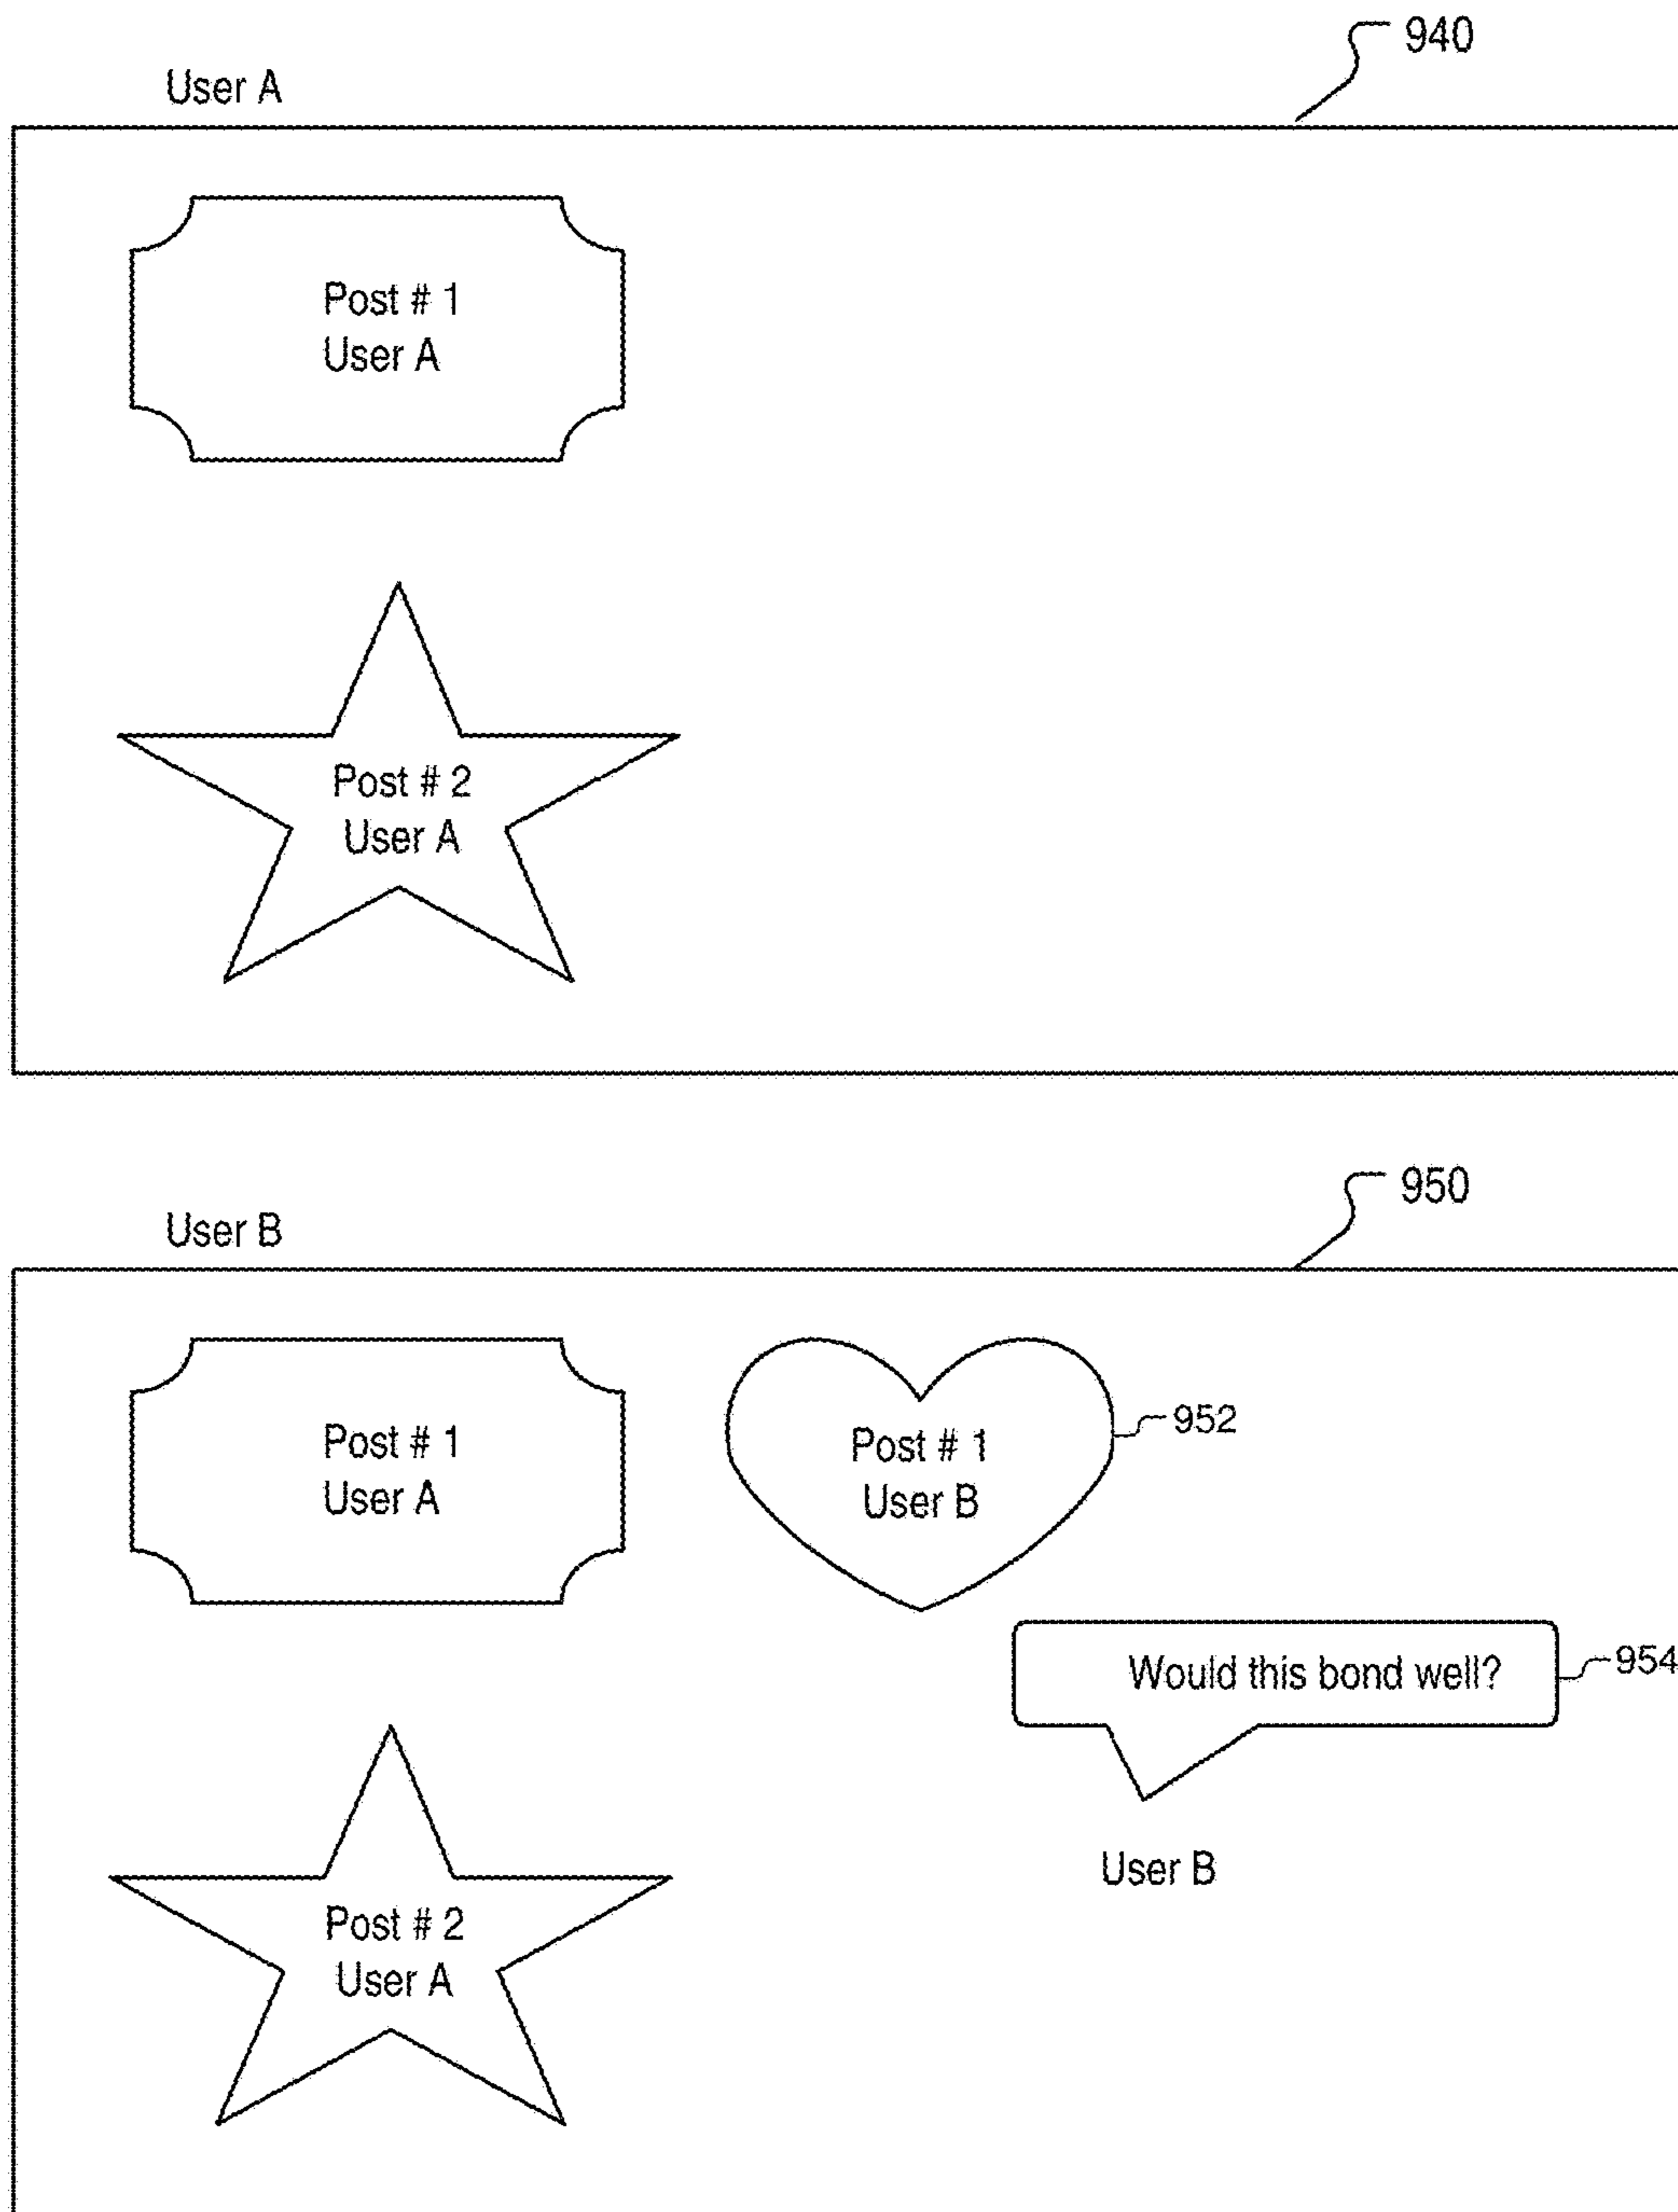 940
User A
Post # 1
User A
Post # 2
User A
950
User B
Post # 1
User A
Post # 1
User B
952
Would this bond well?
954
User B
Post # 2
User A